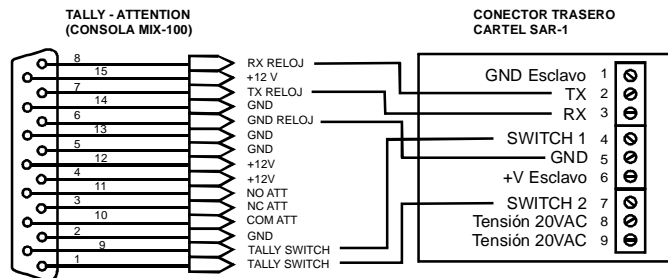 TALLY - ATTENTION
(CONSOLA MIX-100)
CONECTOR TRASERO
CARTEL SAR-1
8 RX RELOJ
15 +12 V
7 TX RELOJ
14 GND
6 GND RELOJ
13 GND
5 GND
12 +12V
4 +12V
11 NO ATT
3 NC ATT
10 COM ATT
2 GND
9 TALLY SWITCH
1 TALLY SWITCH
GND Esclavo 1
TX 2
RX 3
SWITCH 1 4
GND 5
+V Esclavo 6
SWITCH 2 7
Tensión 20VAC 8
Tensión 20VAC 9